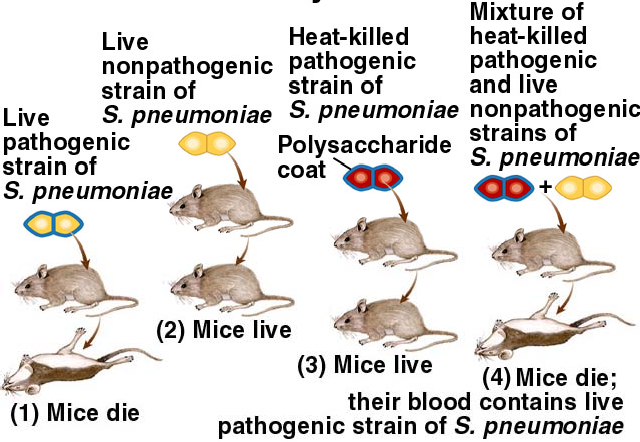 Live
pathogenic
strain of
S. pneumoniae
(1) Mice die
Live
nonpathogenic
strain of
S. pneumoniae
(2) Mice live
Heat-killed
pathogenic
strain of
S. pneumoniae
Polysaccharide
coat
(3) Mice live
Mixture of
heat-killed
pathogenic
and live
nonpathogenic
strains of
S. pneumoniae
+
(4) Mice die;
their blood contains live
pathogenic strain of S. pneumoniae